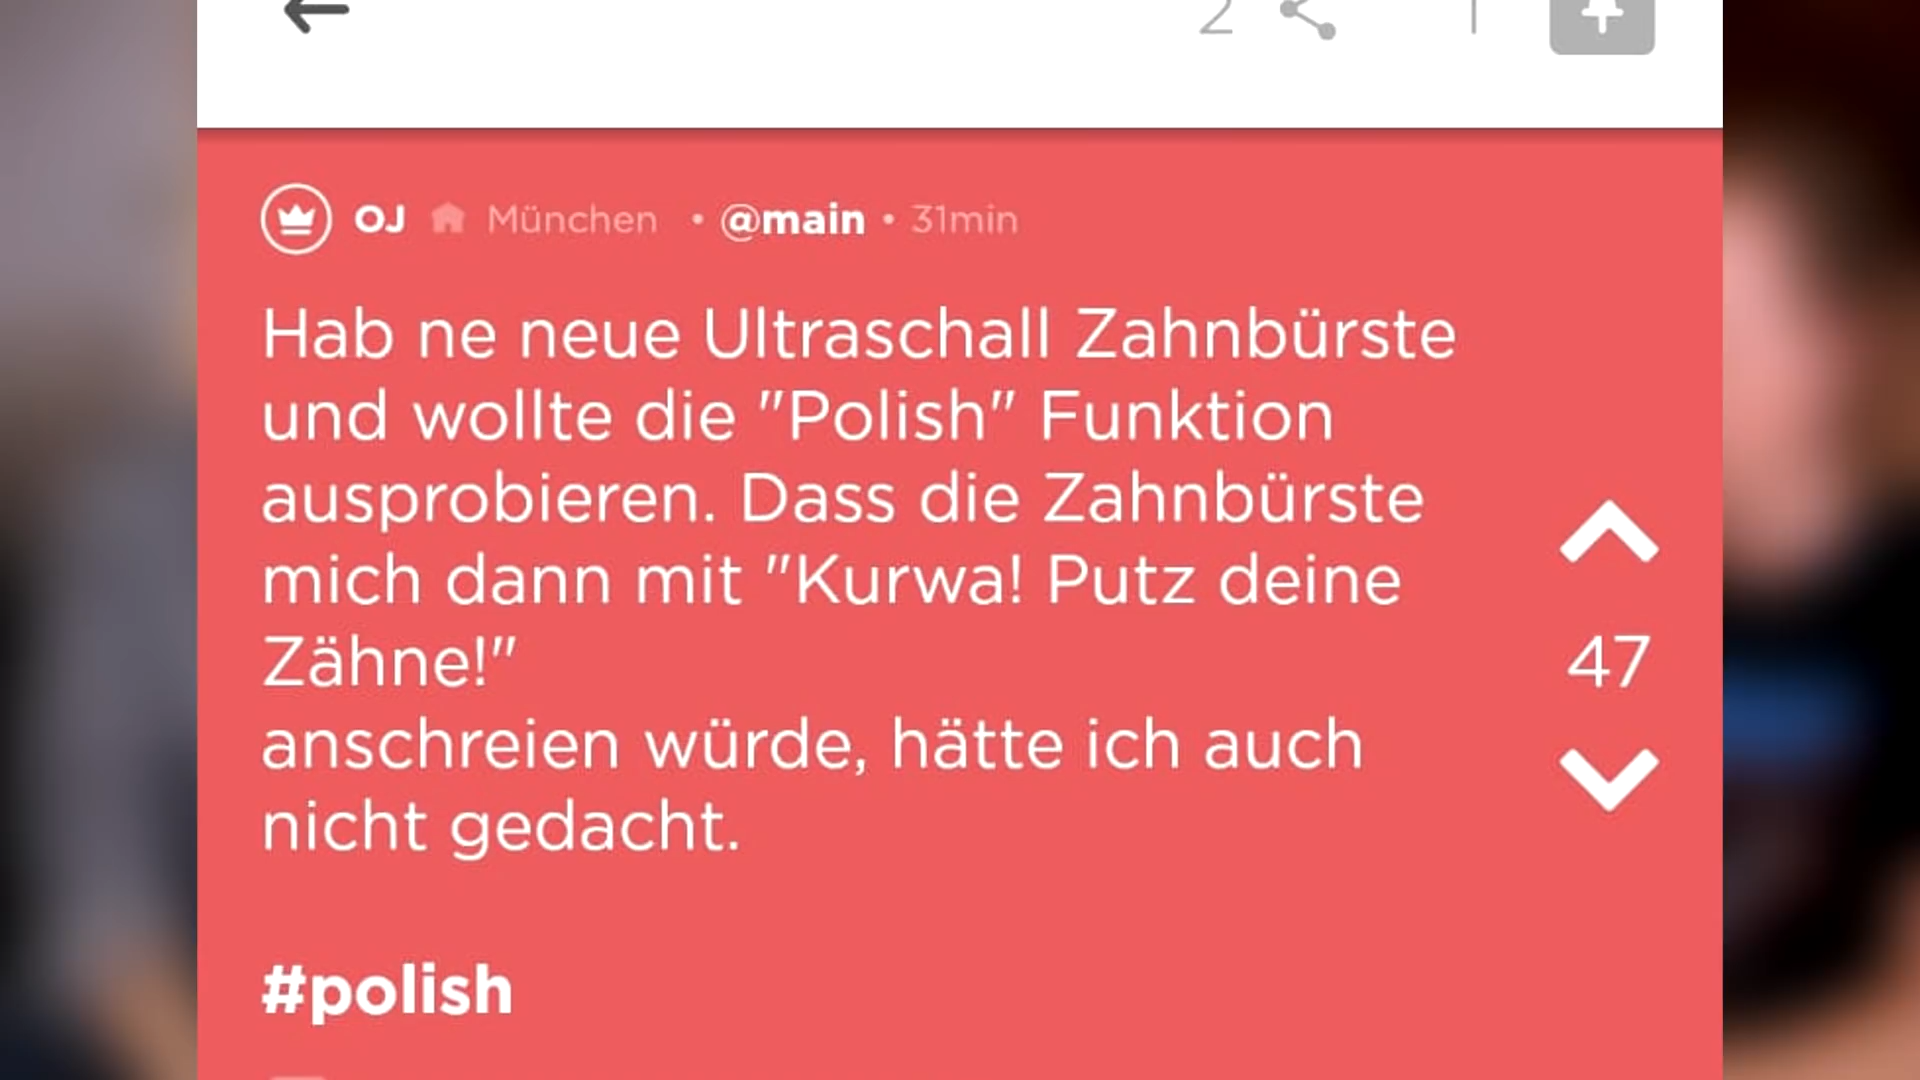 2
OJ München • @main • 31min
Hab ne neue Ultraschall Zahnbürste
und wollte die "Polish" Funktion
ausprobieren. Dass die Zahnbürste
mich dann mit "Kurwa! Putz deine
Zähne!"
anschreien würde, hätte ich auch
nicht gedacht.
47
#polish